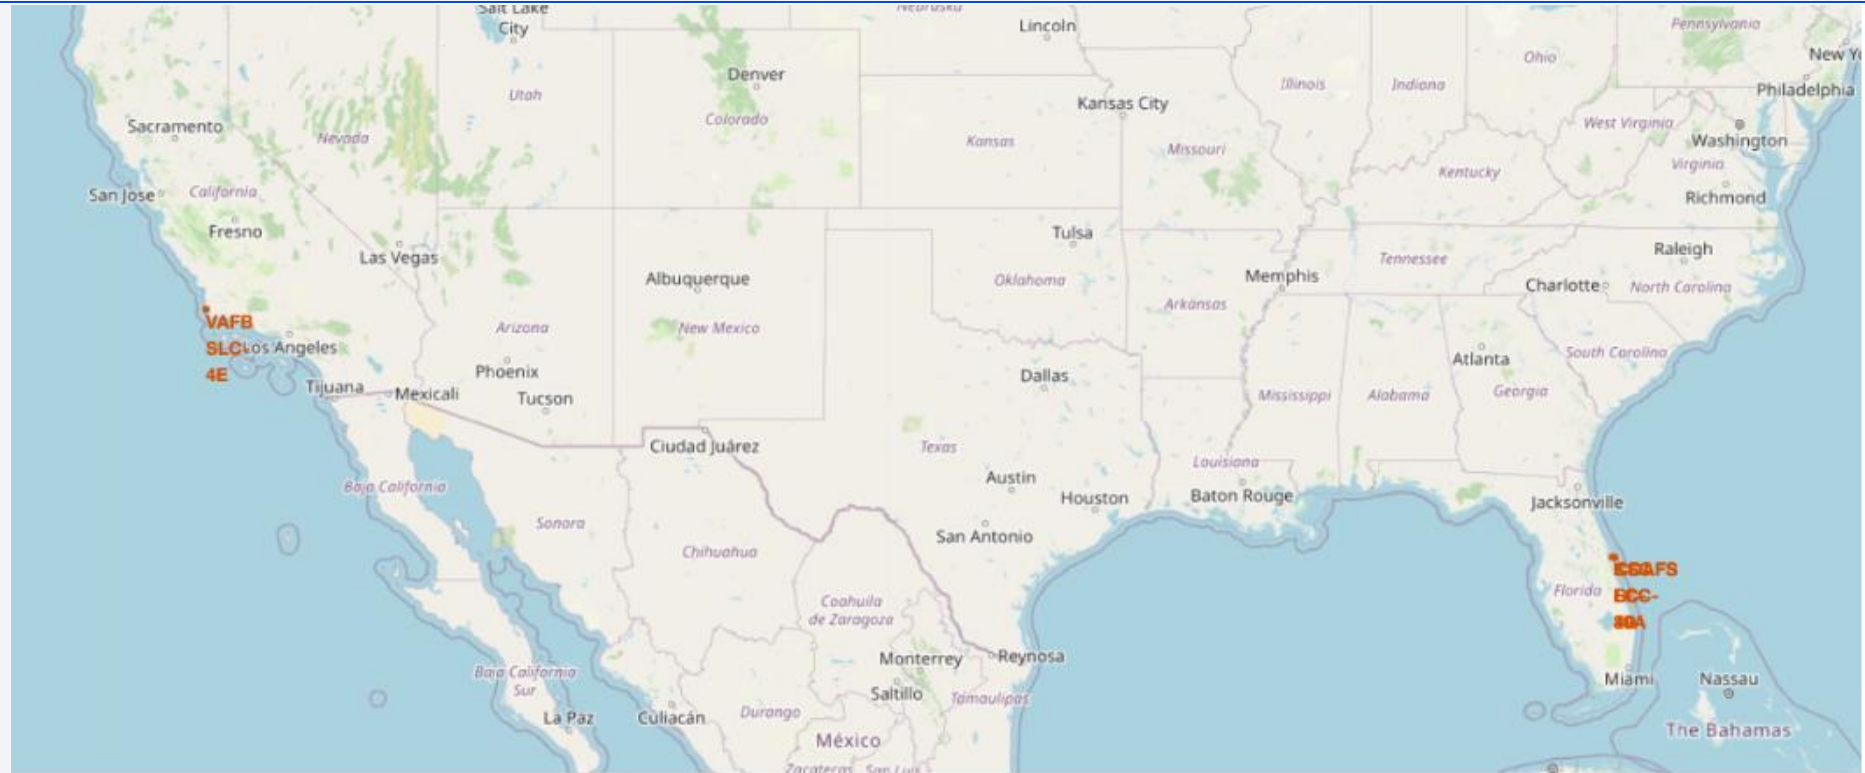 Salt Lake
City
Nebraska
Lincoln
Pennsylvania
New Y
Denver
Utah
Colorado
Illinois
Indiana
Ohio
Philadelphia
Kansas City
Sacramento
Nevada
Kansas
Missouri
West Virginia
Washington
Virginia
Kentucky
San Jose
California
Richmond
Fresno
Las Vegas
Tulsa
Raleigh
Albuquerque
Oklahoma
Memphis
Tennessee
Charlotte
North Carolina
Arkansas
VAFB
SLC-
4E
Los Angeles
Arizona
New Mexico
Phoenix
Tucson
Dallas
Atlanta
South Carolina
Tijuana
Mexicali
Mississippi
Alabama
Georgia
Ciudad Juárez
Texas
Louisiana
Baja California
Austin
Houston
Baton Rouge
Jacksonville
Sonora
San Antonio
Chihuahua
Florida
Coahuila
de Zaragoza
Monterrey
Reynosa
Baja California
Sur
Saltillo
Tamaulipas
Miami
Nassau
La Paz
Culiacán
Durango
México
The Bahamas
Zacatecas
San Luis